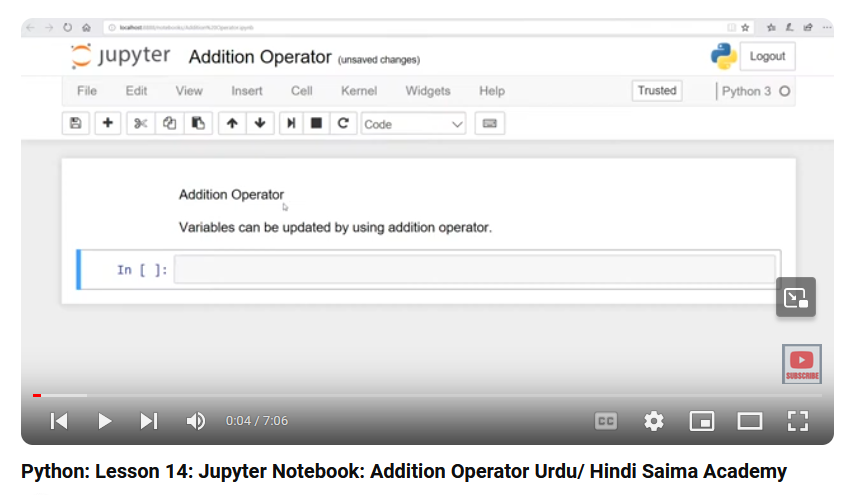 localhost:8888/notebooks/Addition%20Operator.ipynb
jupyter Addition Operator (unsaved changes)
Logout
File Edit View Insert Cell Kernel Widgets Help Trusted Python 3
Code
Addition Operator
Variables can be updated by using addition operator.
In [ ]:
SUBSCRIBE
0:04 / 7:06
CC
Python: Lesson 14: Jupyter Notebook: Addition Operator Urdu/ Hindi Saima Academy